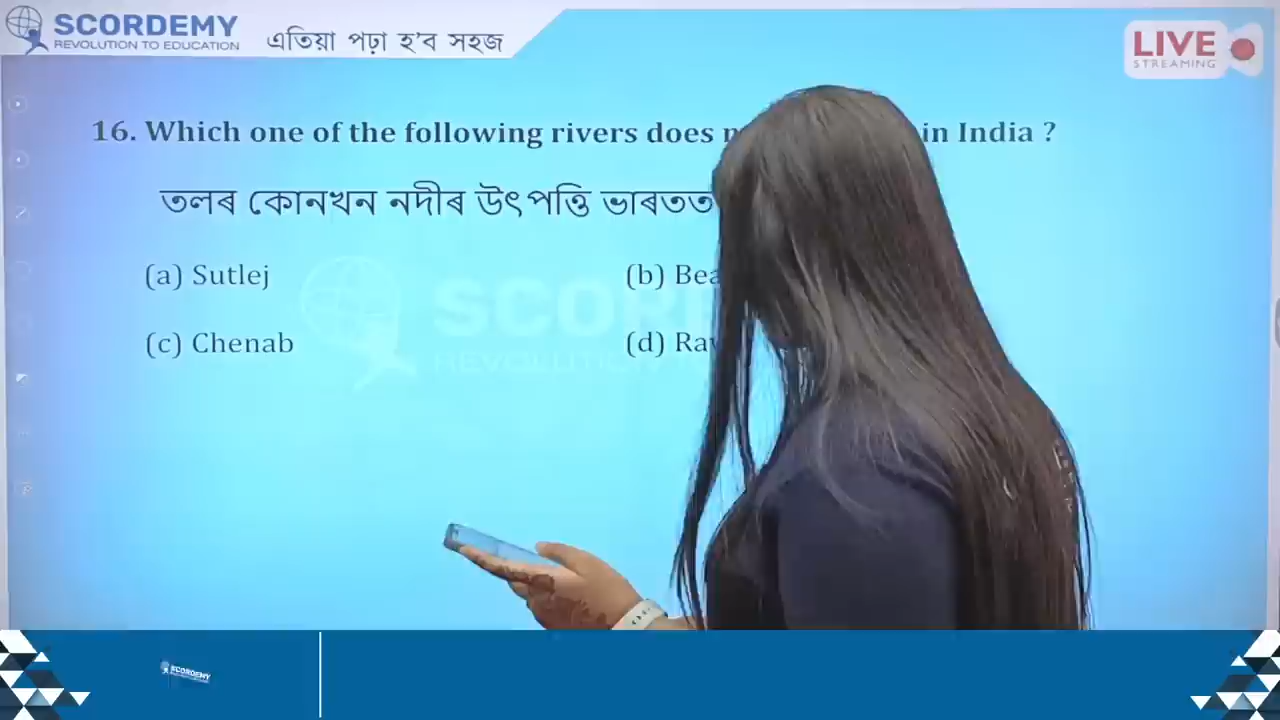 SCORDEMY
REVOLUTION TO EDUCATION
এতিয়া পঢ়া হ'ব সহজ
LIVE
STREAMING
16. Which one of the following rivers does in India ?
তলৰ কোনখন নদীৰ উৎপত্তি ভাৰতত
(a) Sutlej
(b)
(c) Chenab
(d)
SCORDEMY